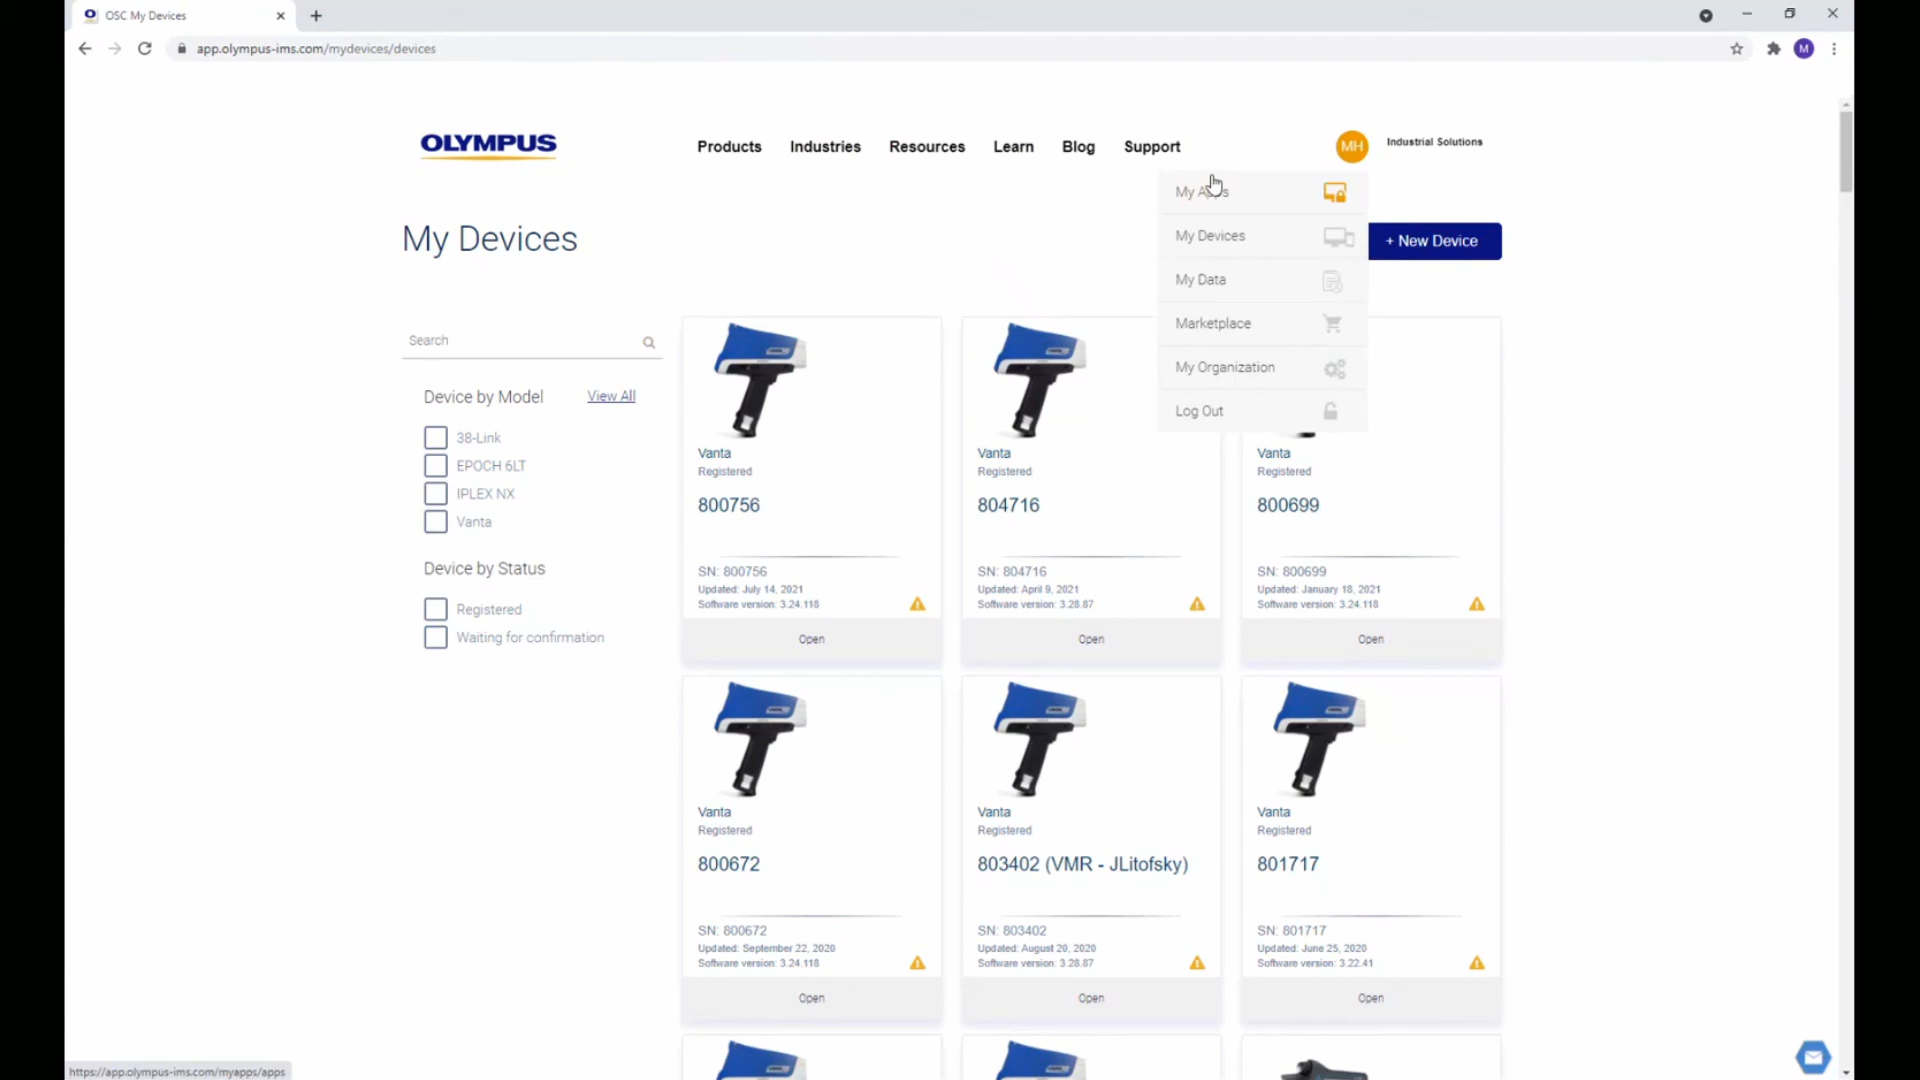 OSC My Devices
app.olympus-ims.com/mydevices/devices
M
OLYMPUS
Products
Industries
Resources
Learn
Blog
Support
MH
Industrial Solutions
My Apps
My Devices
My Data
Marketplace
My Organization
Log Out
My Devices
+ New Device
Search
Device by Model
View All
38-Link
EPOCH 6LT
IPLEX NX
Vanta
Device by Status
Registered
Waiting for confirmation
Vanta
Registered
800756
SN: 800756
Updated: July 14, 2021
Software version: 3.24.118
Open
Vanta
Registered
804716
SN: 804716
Updated: April 9, 2021
Software version: 3.28.87
Open
Vanta
Registered
800699
SN: 800699
Updated: January 18, 2021
Software version: 3.24.118
Open
Vanta
Registered
800672
SN: 800672
Updated: September 22, 2020
Software version: 3.24.118
Open
Vanta
Registered
803402 (VMR - JLitofsky)
SN: 803402
Updated: August 20, 2020
Software version: 3.28.87
Open
Vanta
Registered
801717
SN: 801717
Updated: June 25, 2020
Software version: 3.22.41
Open
https://app.olympus-ims.com/myapps/apps